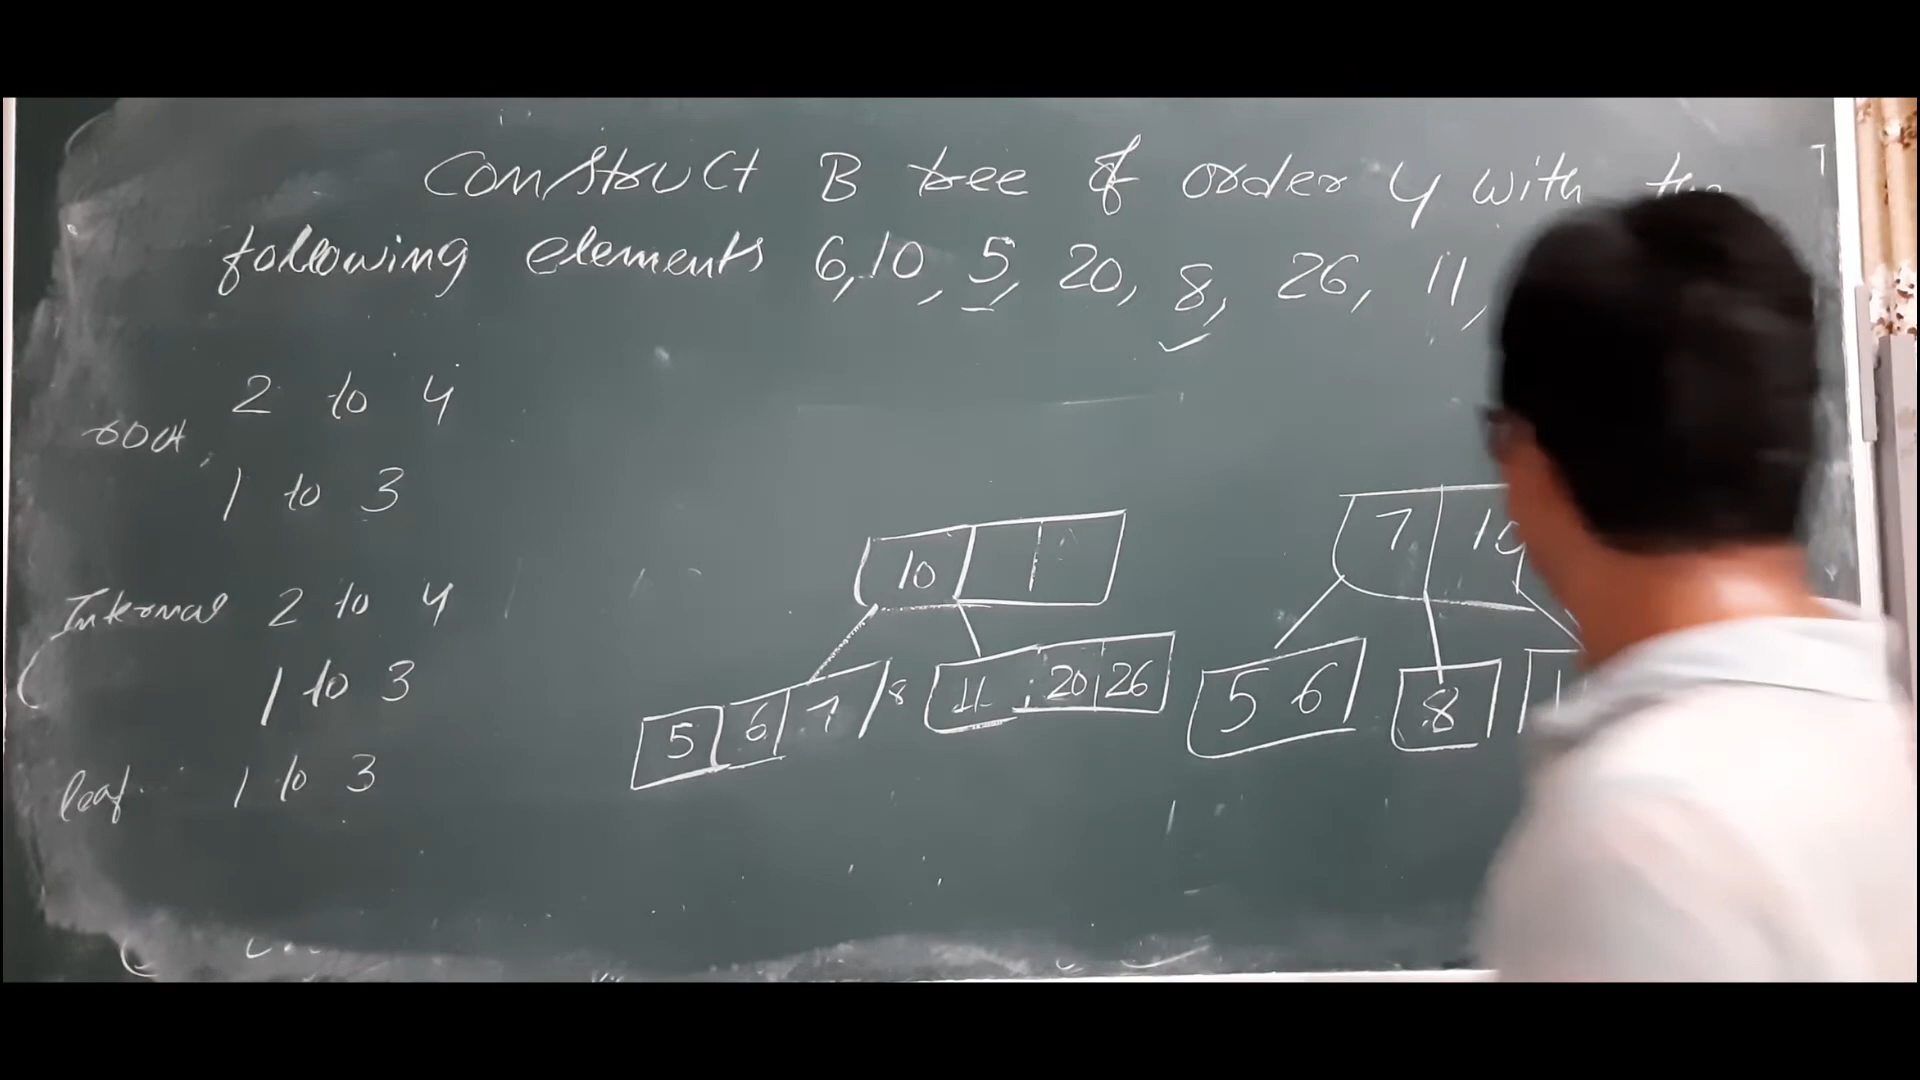 Construct B tree of order 4 with
following elements 6, 10, 5, 20, 8, 26, 11,
2 to 4
root,
1 to 3
Internal 2 to 4
1 to 3
leaf. 1 to 3
10
5 6 7 8 11 20 26
7
5 6 8